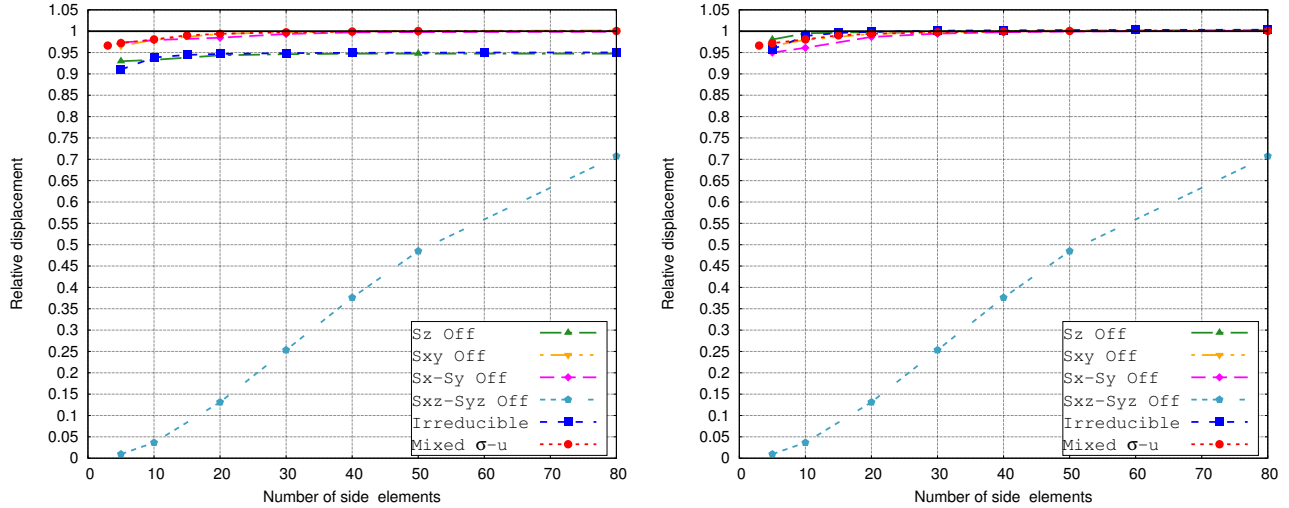 1.05
1
0.95
0.9
0.85
0.8
0.75
0.7
0.65
0.6
0.55
0.5
0.45
0.4
0.35
0.3
0.25
0.2
0.15
0.1
0.05
0
Relative displacement
0 10 20 30 40 50 60 70 80
Number of side elements
Sz Off
Sxy Off
Sx-Sy Off
Sxz-Syz Off
Irreducible
Mixed σ-u
1.05
1
0.95
0.9
0.85
0.8
0.75
0.7
0.65
0.6
0.55
0.5
0.45
0.4
0.35
0.3
0.25
0.2
0.15
0.1
0.05
0
Relative displacement
0 10 20 30 40 50 60 70 80
Number of side elements
Sz Off
Sxy Off
Sx-Sy Off
Sxz-Syz Off
Irreducible
Mixed σ-u